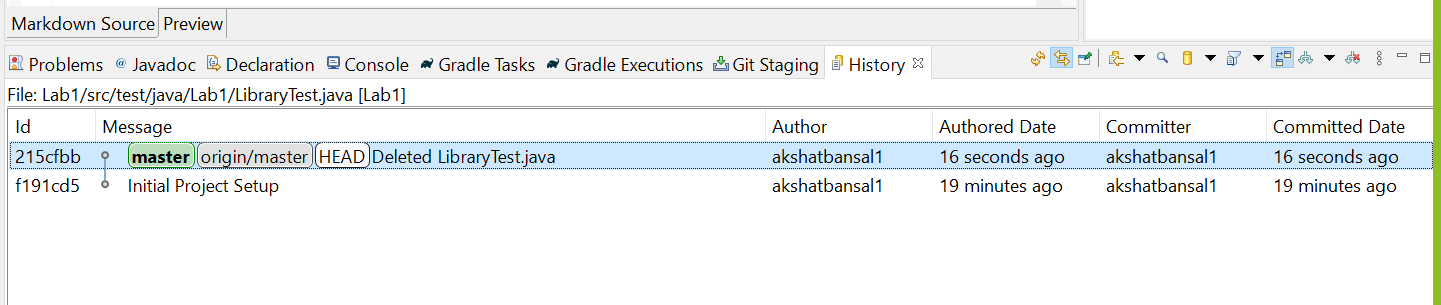 Markdown Source Preview
Problems @ Javadoc Declaration Console Gradle Tasks Gradle Executions Git Staging History
File: Lab1/src/test/java/Lab1/LibraryTest.java [Lab1]
Id Message Author Authored Date Committer Committed Date
215cfbb master origin/master HEAD Deleted LibraryTest.java akshatbansal1 16 seconds ago akshatbansal1 16 seconds ago
f191cd5 Initial Project Setup akshatbansal1 19 minutes ago akshatbansal1 19 minutes ago